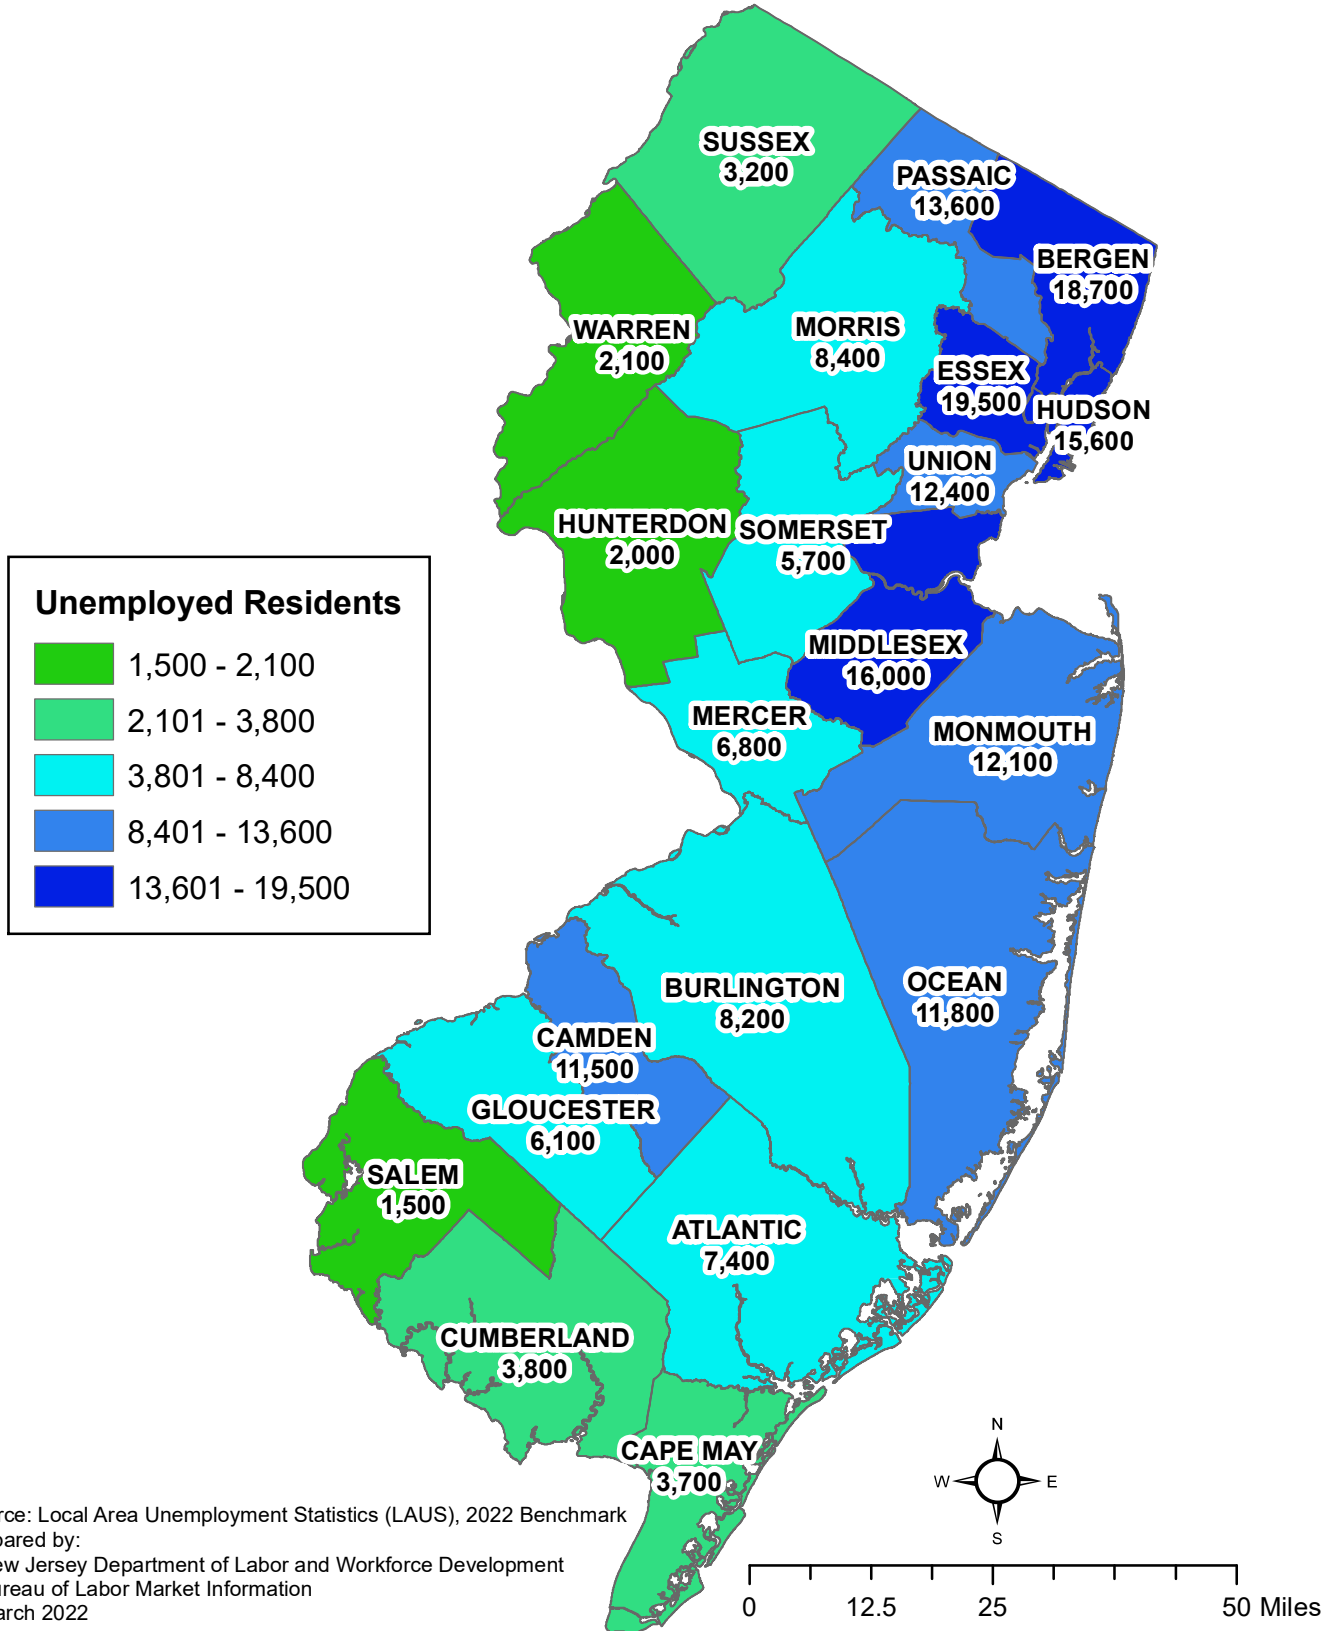 SUSSEX
3,200
PASSAIC
13,600
BERGEN
18,700
WARREN
2,100
MORRIS
8,400
ESSEX
19,500
HUDSON
15,600
UNION
12,400
HUNTERDON
2,000
SOMERSET
5,700
MIDDLESEX
16,000
MERCER
6,800
MONMOUTH
12,100
Unemployed Residents
1,500 - 2,100
2,101 - 3,800
3,801 - 8,400
8,401 - 13,600
13,601 - 19,500
BURLINGTON
8,200
OCEAN
11,800
CAMDEN
11,500
GLOUCESTER
6,100
SALEM
1,500
ATLANTIC
7,400
CUMBERLAND
3,800
CAPE MAY
3,700
N
W E
S
rce: Local Area Unemployment Statistics (LAUS), 2022 Benchmark
pared by:
ew Jersey Department of Labor and Workforce Development
ureau of Labor Market Information
arch 2022
0 12.5 25 50 Miles